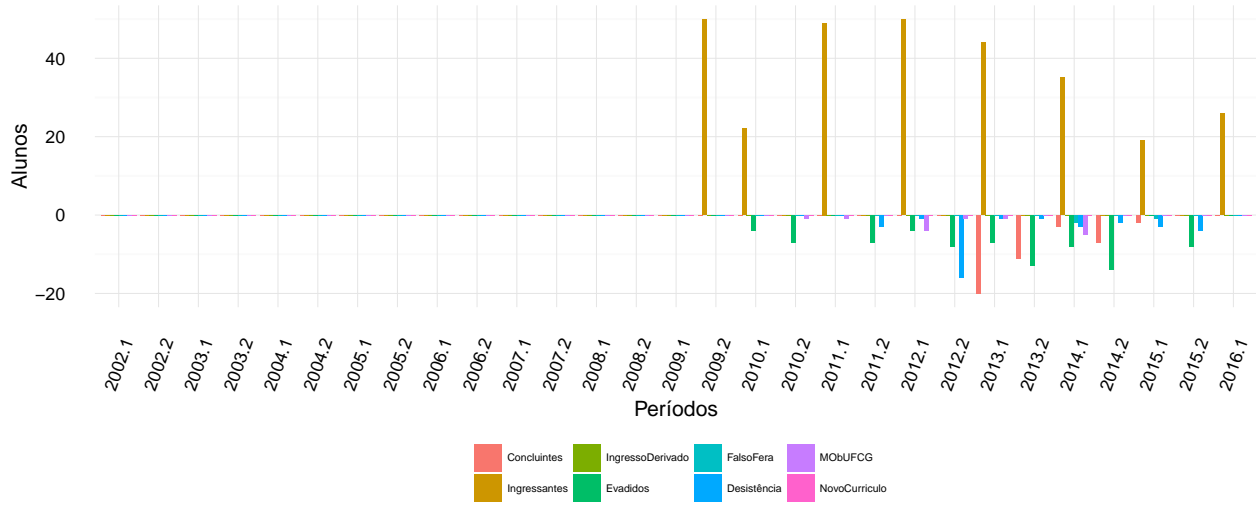 Alunos
40
20
0
−20
2002.1 2002.2 2003.1 2003.2 2004.1 2004.2 2005.1 2005.2 2006.1 2006.2 2007.1 2007.2 2008.1 2008.2 2009.1 2009.2 2010.1 2010.2 2011.1 2011.2 2012.1 2012.2 2013.1 2013.2 2014.1 2014.2 2015.1 2015.2 2016.1
Períodos
Concluintes IngressoDerivado FalsoFera MObUFCG
Ingressantes Evadidos Desistência NovoCurriculo